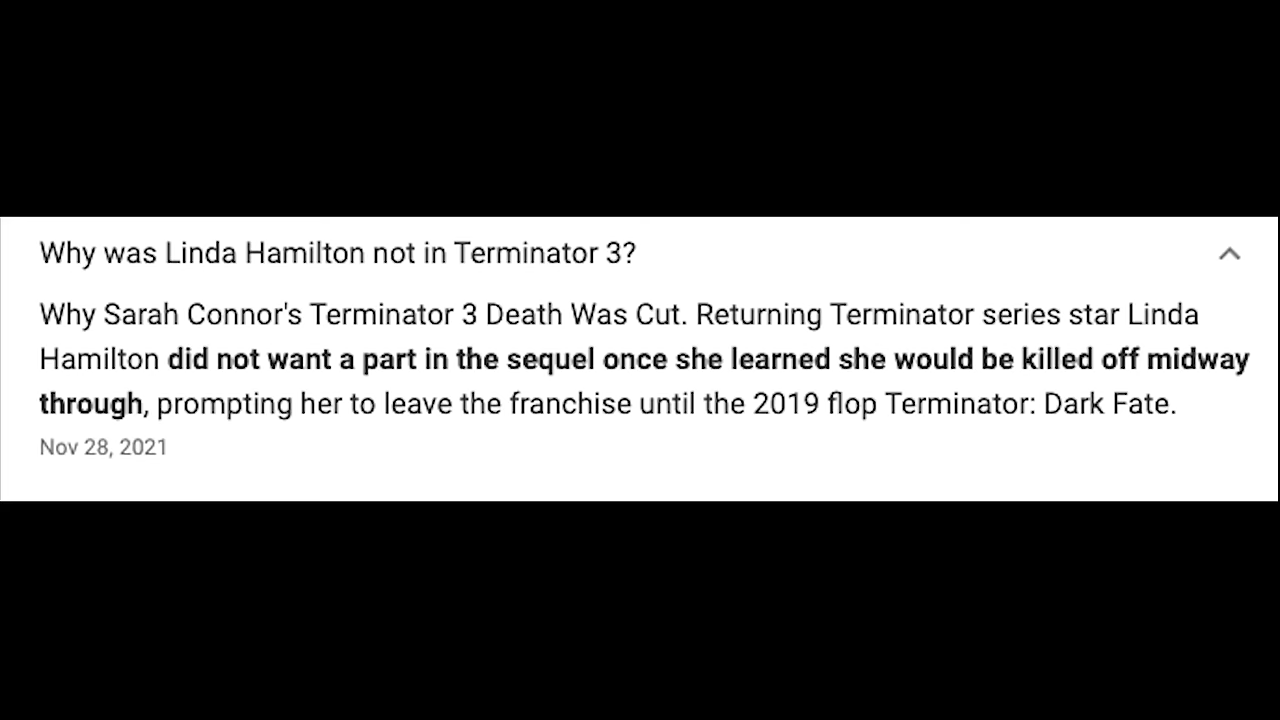 Why was Linda Hamilton not in Terminator 3?
Why Sarah Connor's Terminator 3 Death Was Cut. Returning Terminator series star Linda
Hamilton did not want a part in the sequel once she learned she would be killed off midway
through, prompting her to leave the franchise until the 2019 flop Terminator: Dark Fate.
Nov 28, 2021